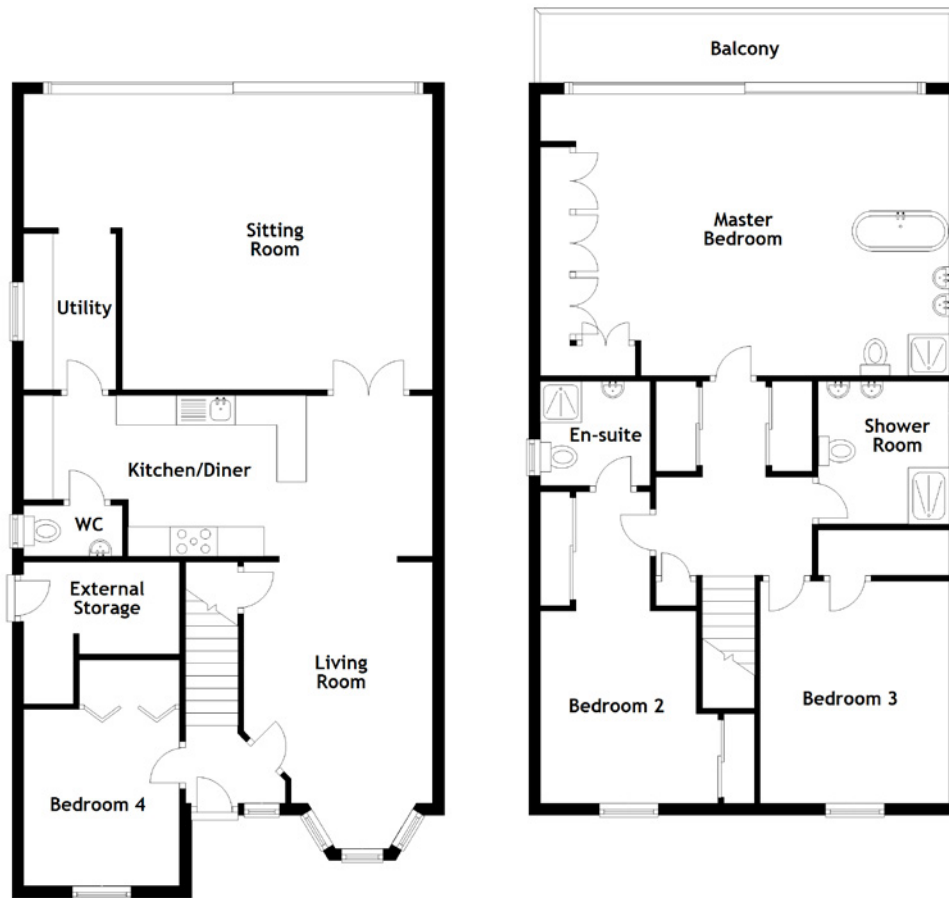 Sitting
Room
Utility
Kitchen/Diner
WC
External
Storage
Living
Room
Bedroom 4
Balcony
Master
Bedroom
En-suite
Shower
Room
Bedroom 2
Bedroom 3